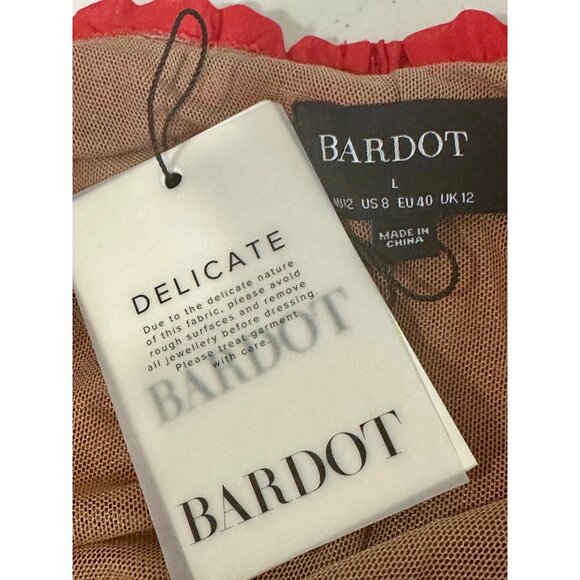 BARDOT
L
US 8 EU 40 UK 12
MADE IN
CHINA
DELICATE
Due to the delicate nature
of this fabric, please avoid
rough surfaces and remove
all jewellery before dressing.
Please treat garment
with care.
BARDOT
BARDOT